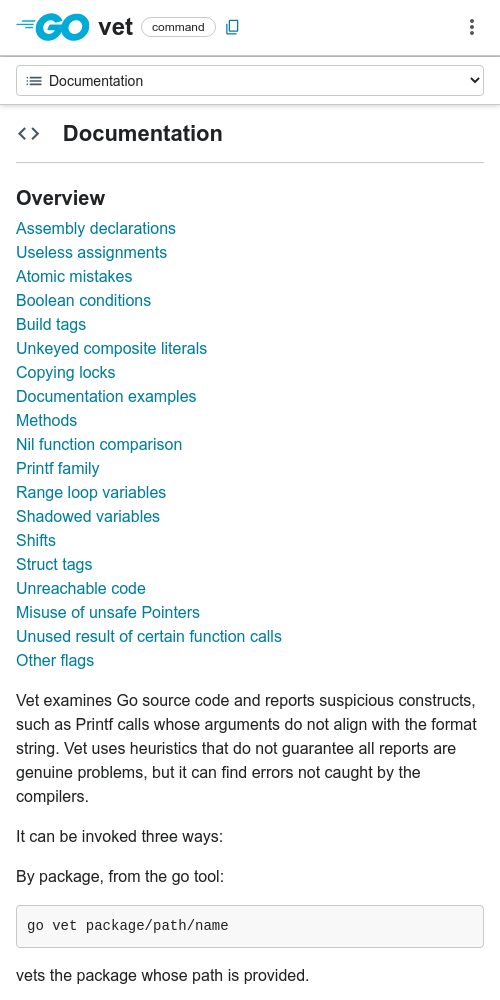 GO vet command
Documentation
Documentation
Overview
Assembly declarations
Useless assignments
Atomic mistakes
Boolean conditions
Build tags
Unkeyed composite literals
Copying locks
Documentation examples
Methods
Nil function comparison
Printf family
Range loop variables
Shadowed variables
Shifts
Struct tags
Unreachable code
Misuse of unsafe Pointers
Unused result of certain function calls
Other flags
Vet examines Go source code and reports suspicious constructs,
such as Printf calls whose arguments do not align with the format
string. Vet uses heuristics that do not guarantee all reports are
genuine problems, but it can find errors not caught by the
compilers.
It can be invoked three ways:
By package, from the go tool:
go vet package/path/name
vets the package whose path is provided.